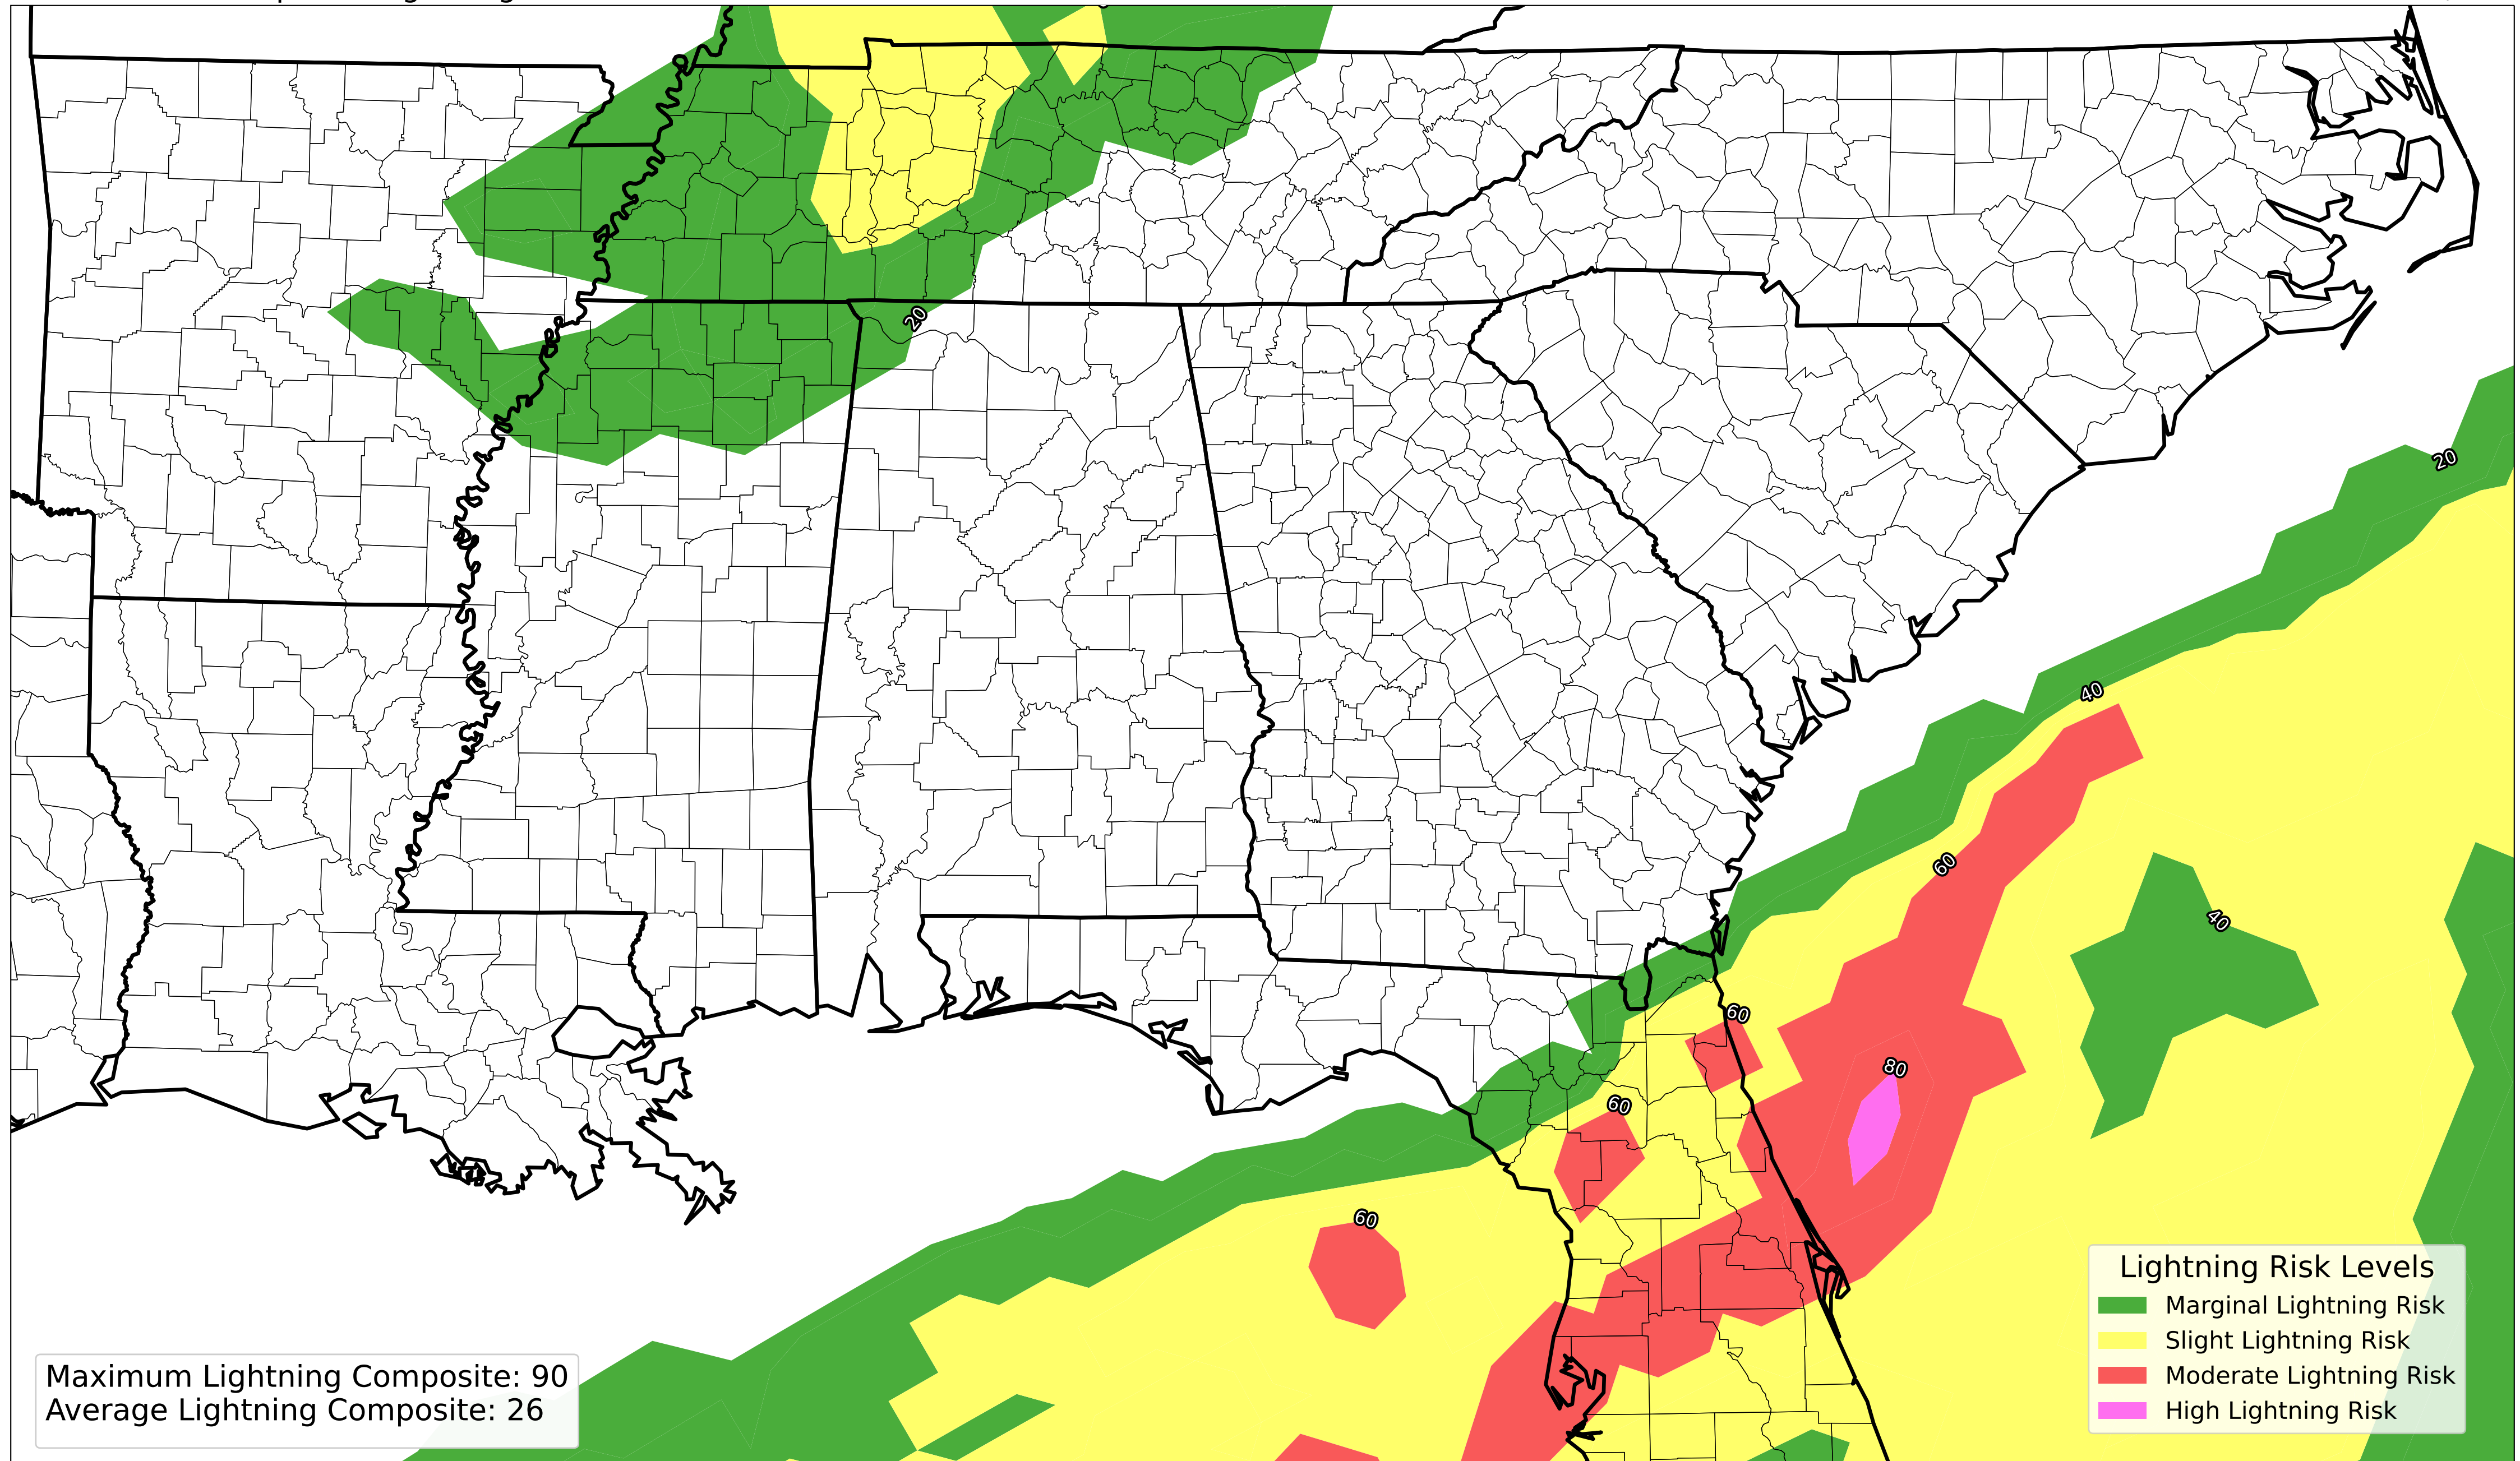 20
20
40
60
40
60
80
60
60
Lightning Risk Levels
Marginal Lightning Risk
Slight Lightning Risk
Moderate Lightning Risk
High Lightning Risk
Maximum Lightning Composite: 90
Average Lightning Composite: 26